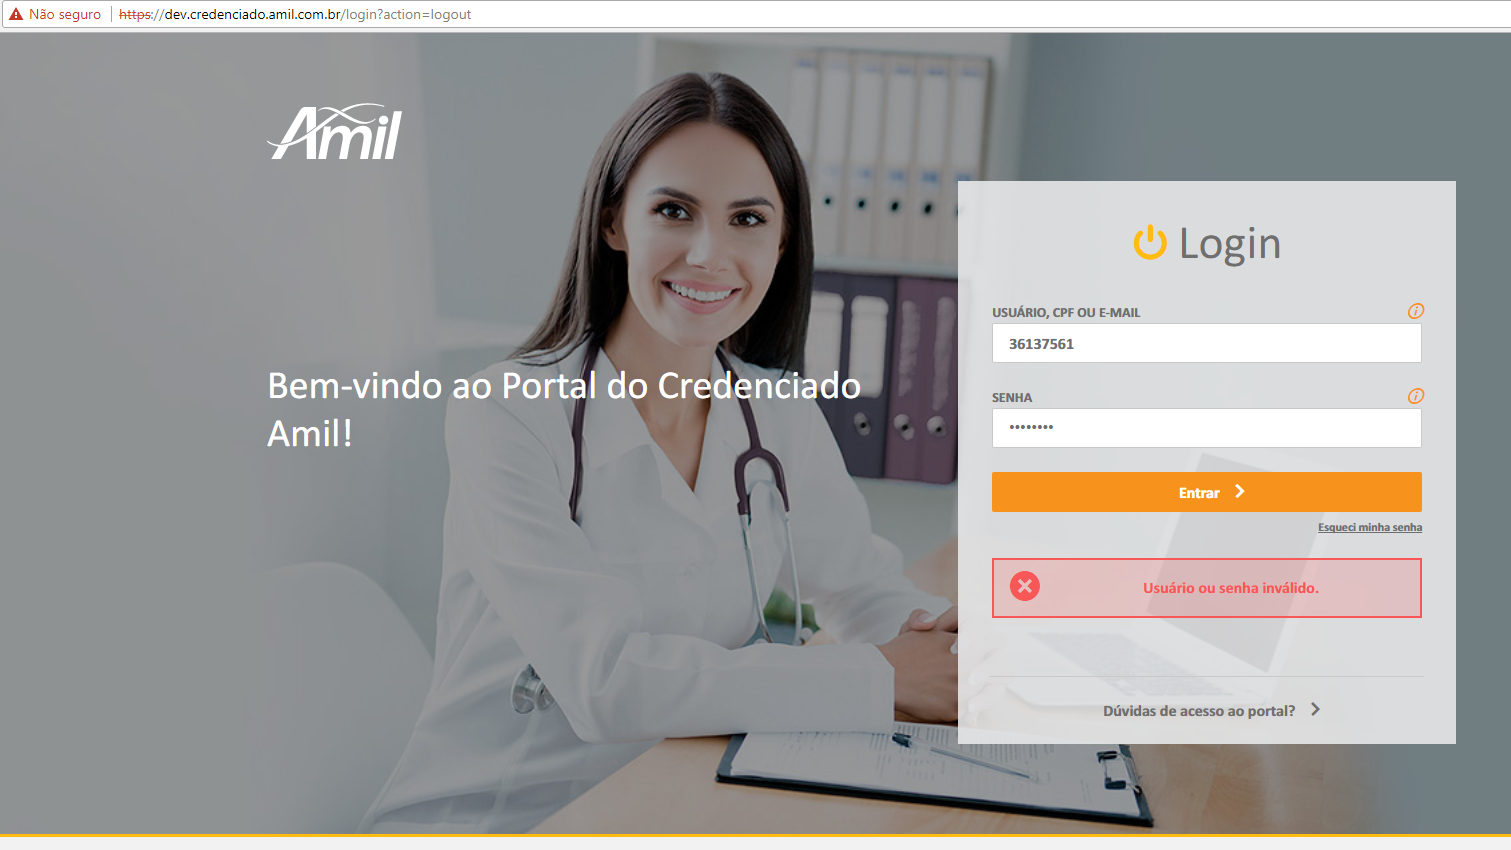 Não seguro https://dev.credenciado.amil.com.br/login?action=logout
Amil
Bem-vindo ao Portal do Credenciado
Amil!
Login
USUÁRIO, CPF OU E-MAIL
36137561
SENHA
••••••••
Entrar
Esqueci minha senha
Usuário ou senha inválido.
Dúvidas de acesso ao portal?